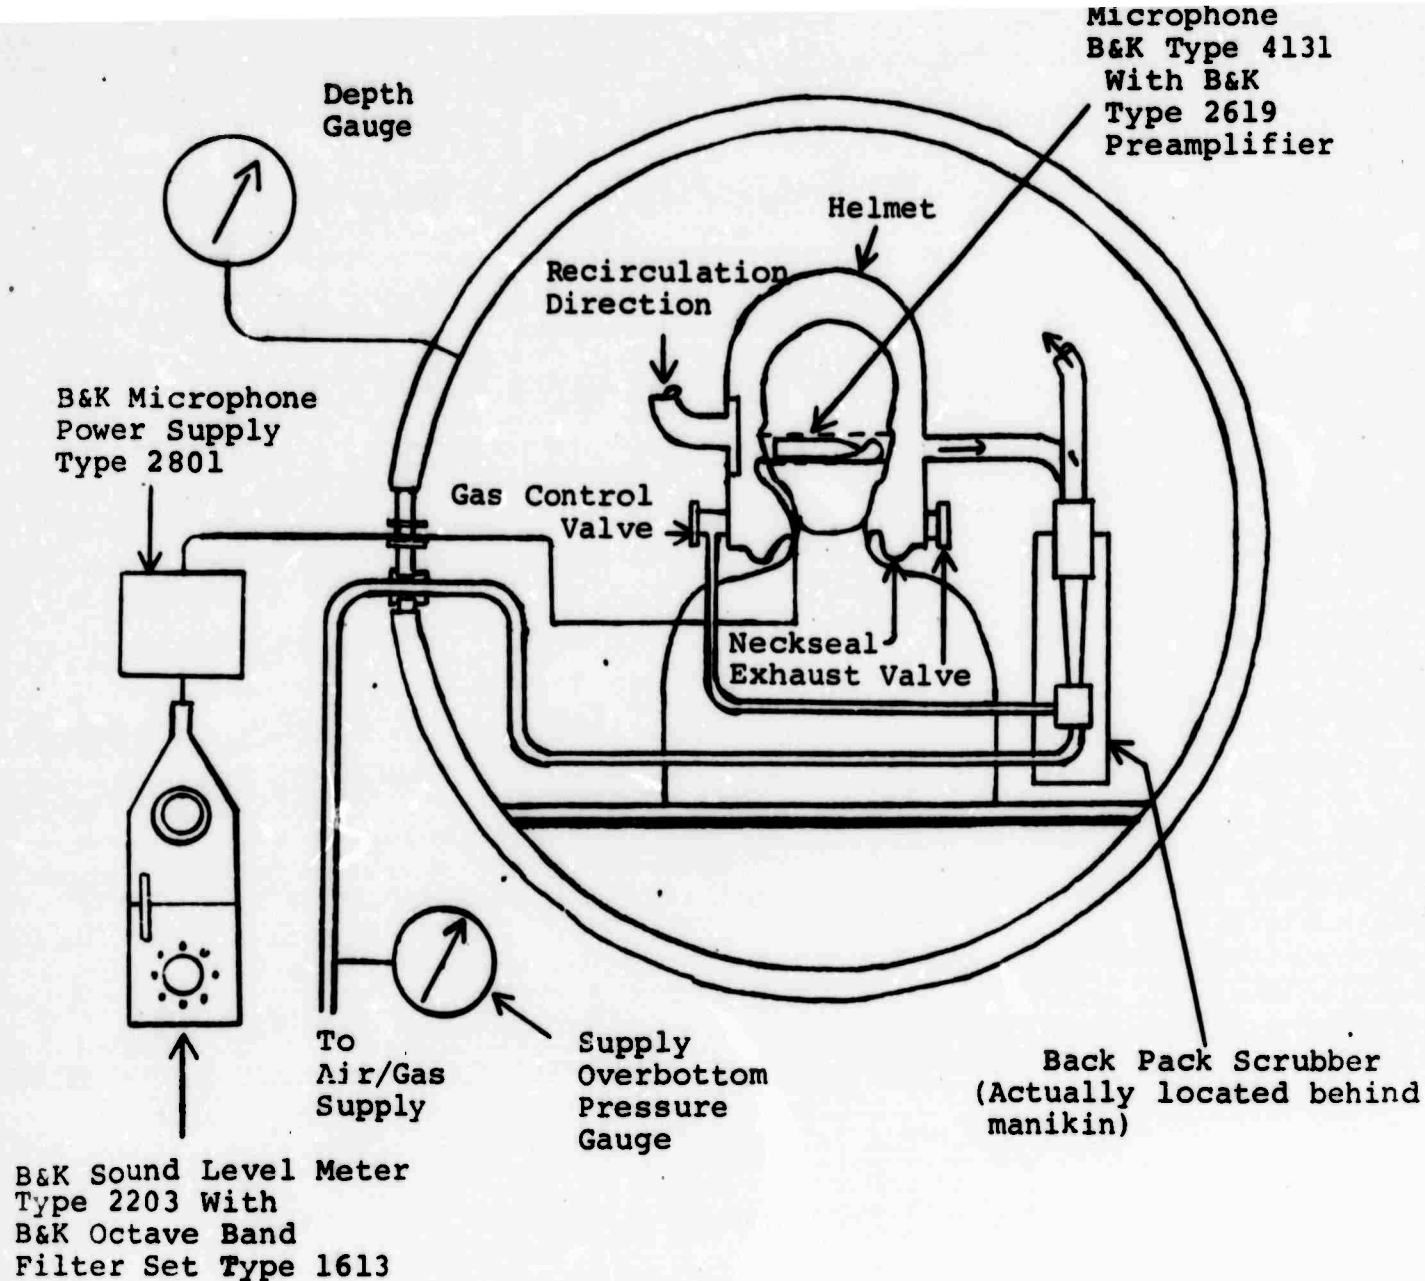 Microphone
B&K Type 4131
With B&K
Type 2619
Preamplifier
Depth
Gauge
Helmet
Recirculation
Direction
B&K Microphone
Power Supply
Type 2801
Gas Control
Valve
Neckseal
Exhaust Valve
To
Air/Gas
Supply
Supply
Overbottom
Pressure
Gauge
Back Pack Scrubber
(Actually located behind
manikin)
B&K Sound Level Meter
Type 2203 With
B&K Octave Band
Filter Set Type 1613